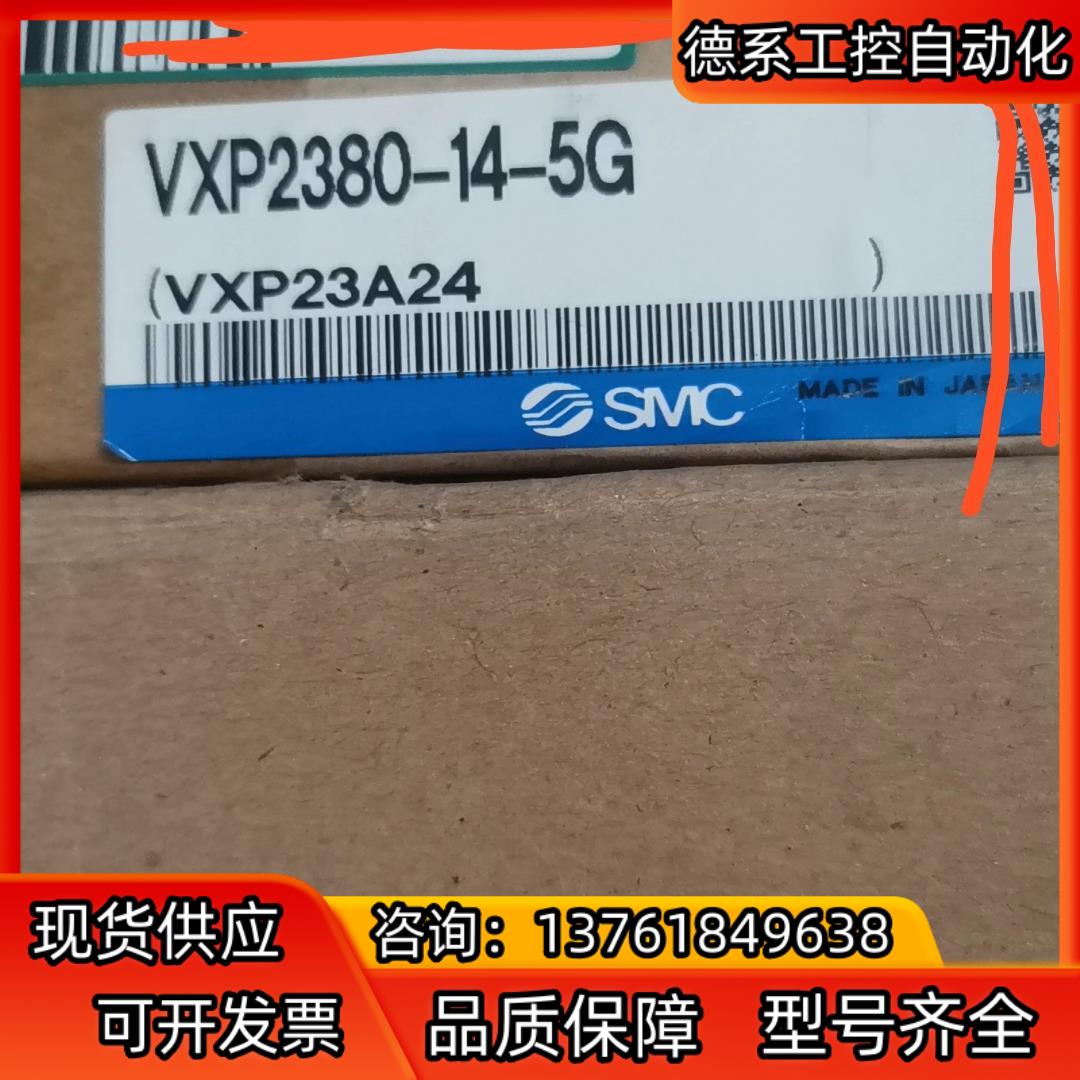 德系工控自动化
VXP2380-14-5G
(VXP23A24 )
SMC MADE IN JAPAN
现货供应
咨询：13761849638
可开发票 品质保障 型号齐全